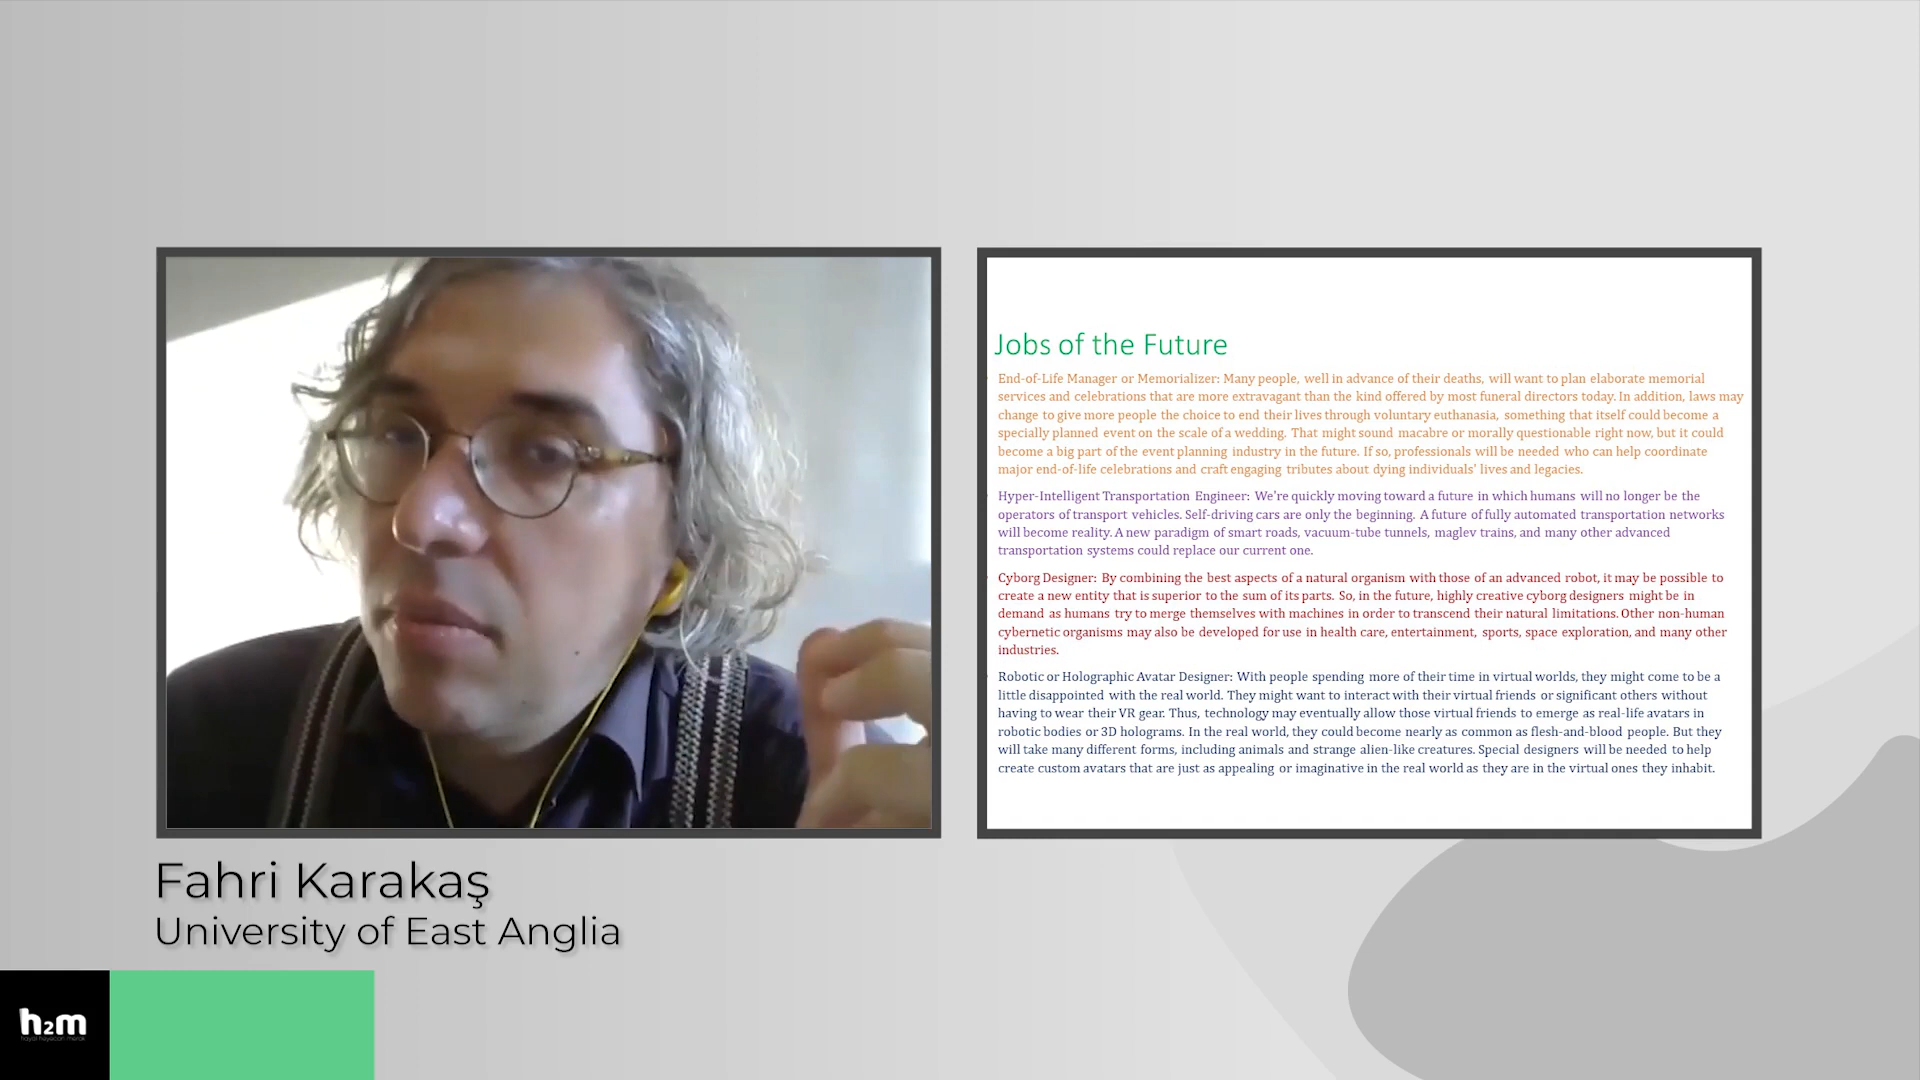 Jobs of the Future
End-of-Life Manager or Memorializer: Many people, well in advance of their deaths, will want to plan elaborate memorial
services and celebrations that are more extravagant than the kind offered by most funeral directors today. In addition, laws may
change to give more people the choice to end their lives through voluntary euthanasia, something that itself could become a
specially planned event on the scale of a wedding. That might sound macabre or morally questionable right now, but it could
become a big part of the event planning industry in the future. If so, professionals will be needed who can help coordinate
major end-of-life celebrations and craft engaging tributes about dying individuals' lives and legacies.
Hyper-Intelligent Transportation Engineer: We're quickly moving toward a future in which humans will no longer be the
operators of transport vehicles. Self-driving cars are only the beginning. A future of fully automated transportation networks
will become reality. A new paradigm of smart roads, vacuum-tube tunnels, maglev trains, and many other advanced
transportation systems could replace our current one.
Cyborg Designer: By combining the best aspects of a natural organism with those of an advanced robot, it may be possible to
create a new entity that is superior to the sum of its parts. So, in the future, highly creative cyborg designers might be in
demand as humans try to merge themselves with machines in order to transcend their natural limitations. Other non-human
cybernetic organisms may also be developed for use in health care, entertainment, sports, space exploration, and many other
industries.
Robotic or Holographic Avatar Designer: With people spending more of their time in virtual worlds, they might come to be a
little disappointed with the real world. They might want to interact with their virtual friends or significant others without
having to wear their VR gear. Thus, technology may eventually allow those virtual friends to emerge as real-life avatars in
robotic bodies or 3D holograms. In the real world, they could become nearly as common as flesh-and-blood people. But they
will take many different forms, including animals and strange alien-like creatures. Special designers will be needed to help
create custom avatars that are just as appealing or imaginative in the real world as they are in the virtual ones they inhabit.
Fahri Karakaş
University of East Anglia
h2m
hayal heyecan merak